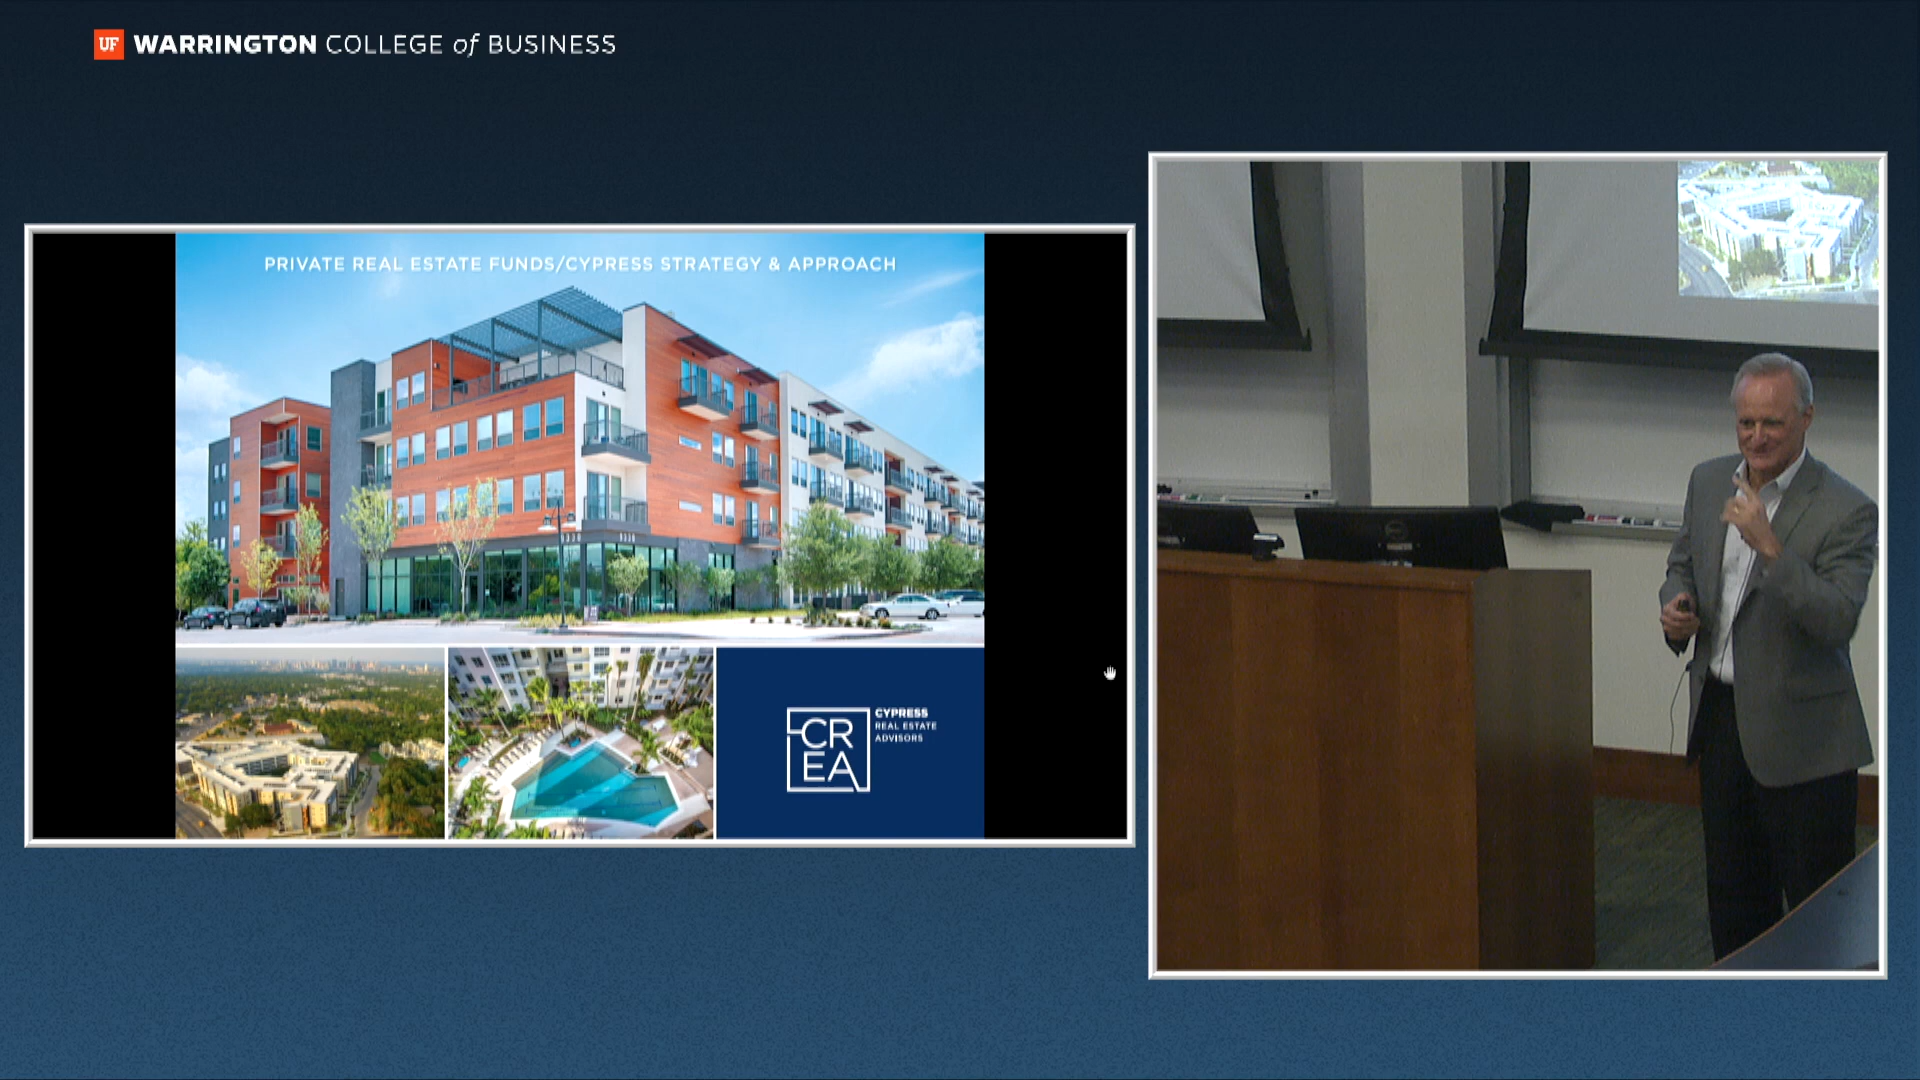 UF WARRINGTON COLLEGE of BUSINESS
PRIVATE REAL ESTATE FUNDS/CYPRESS STRATEGY & APPROACH
CR
EA
CYPRESS
REAL ESTATE
ADVISORS